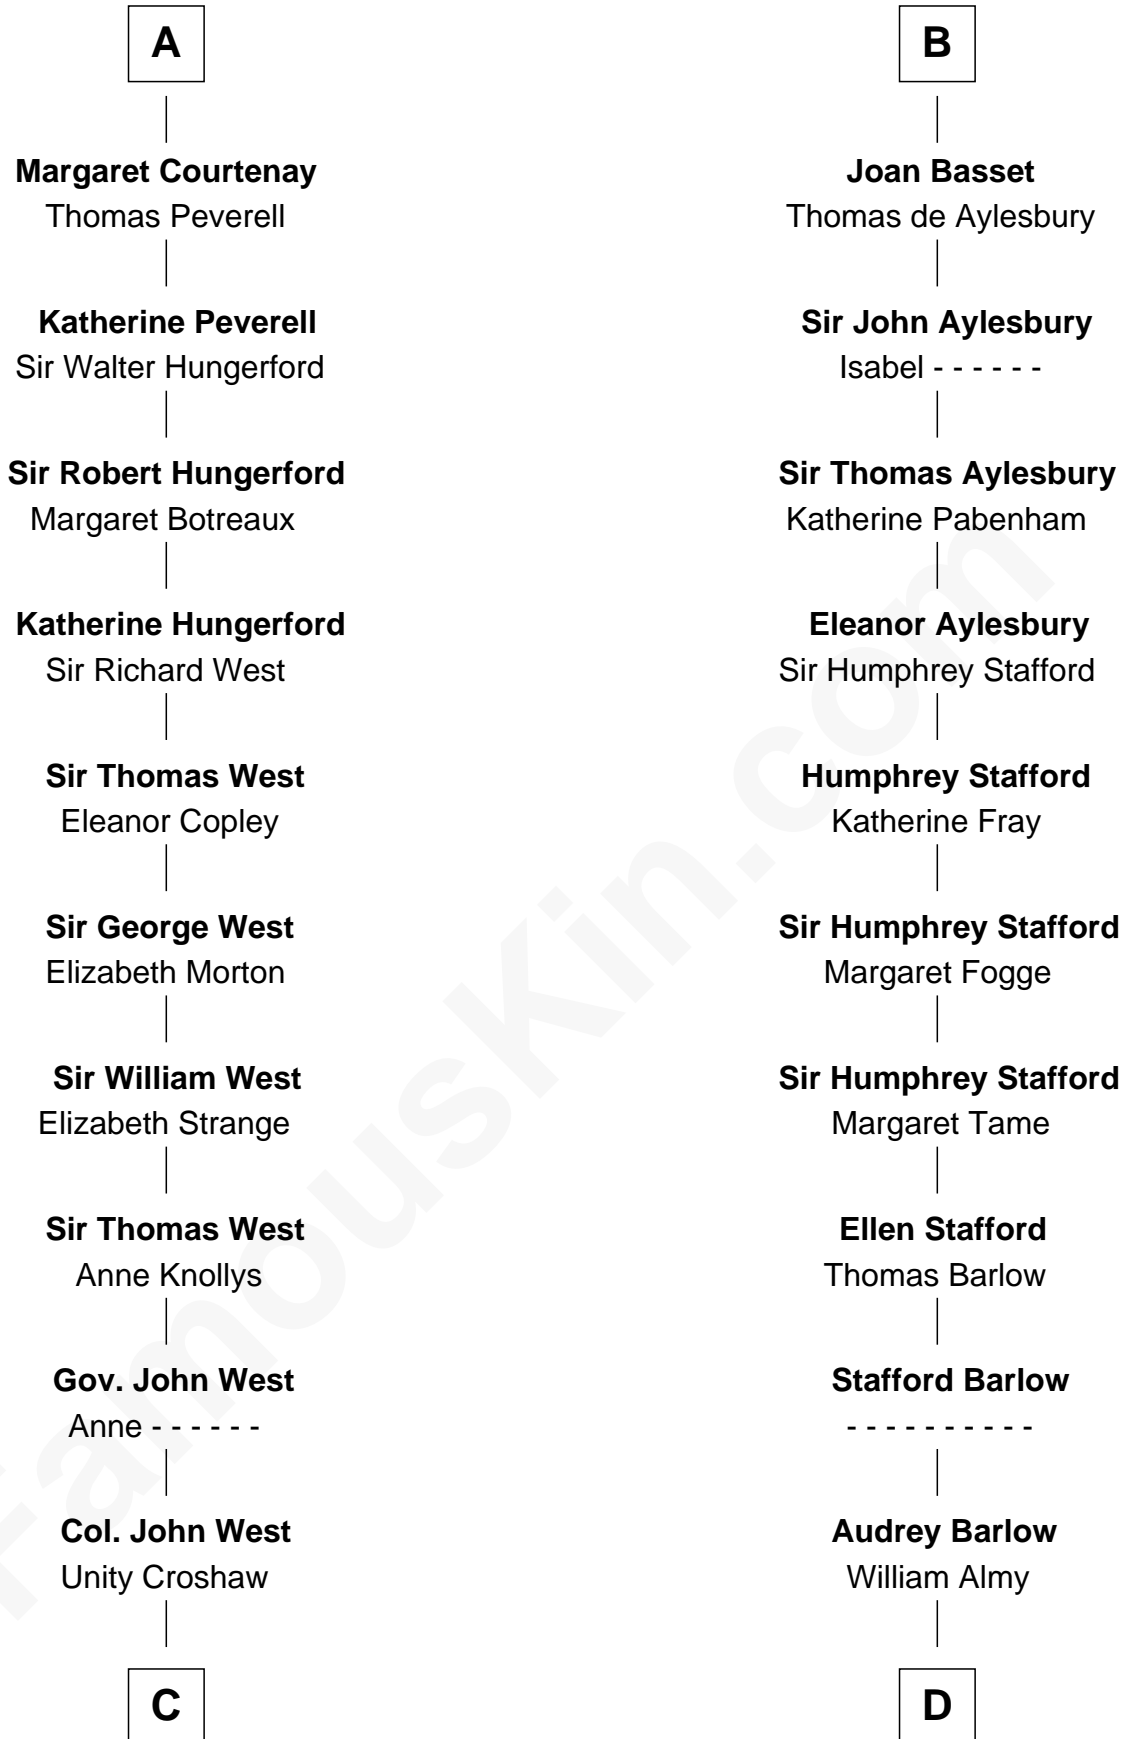 A
Margaret Courtenay
Thomas Peverell
Katherine Peverell
Sir Walter Hungerford
Sir Robert Hungerford
Margaret Botreaux
Katherine Hungerford
Sir Richard West
Sir Thomas West
Eleanor Copley
Sir George West
Elizabeth Morton
Sir William West
Elizabeth Strange
Sir Thomas West
Anne Knollys
Gov. John West
Anne - - - - - -
Col. John West
Unity Croshaw
C
B
Joan Basset
Thomas de Aylesbury
Sir John Aylesbury
Isabel - - - - - -
Sir Thomas Aylesbury
Katherine Pabenham
Eleanor Aylesbury
Sir Humphrey Stafford
Humphrey Stafford
Katherine Fray
Sir Humphrey Stafford
Margaret Fogge
Sir Humphrey Stafford
Margaret Tame
Ellen Stafford
Thomas Barlow
Stafford Barlow
- - - - - - - - - -
Audrey Barlow
William Almy
D
FamousKin.com